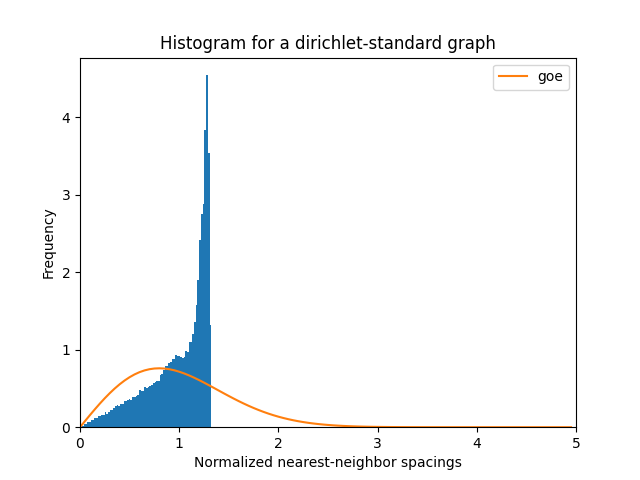 Histogram for a dirichlet-standard graph
goe
Frequency
4
3
2
1
0
0 1 2 3 4 5
Normalized nearest-neighbor spacings